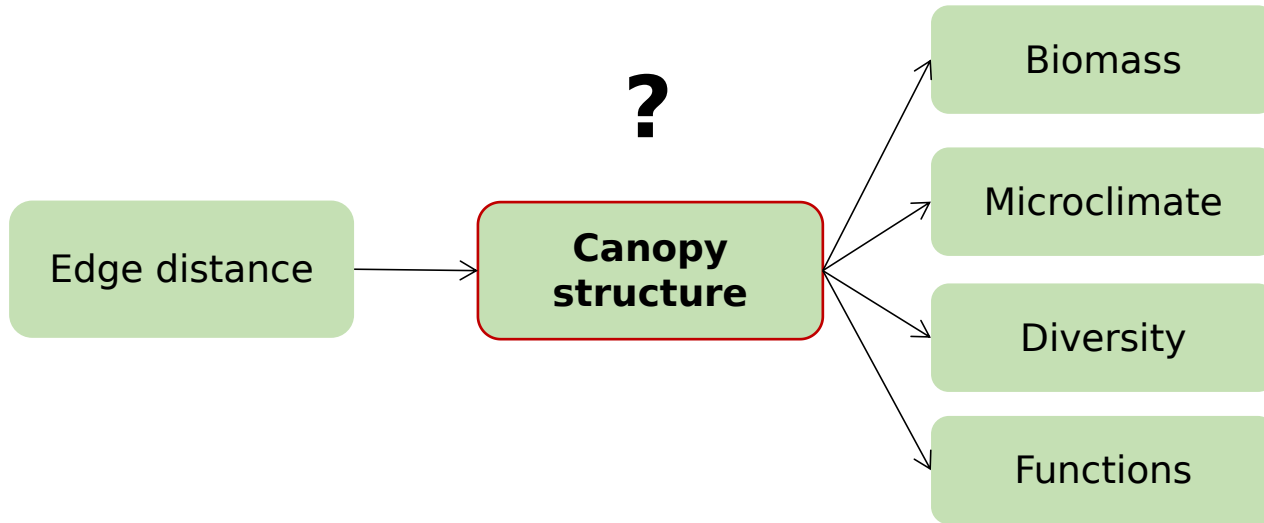 ?
Edge distance
Canopy
structure
Biomass
Microclimate
Diversity
Functions